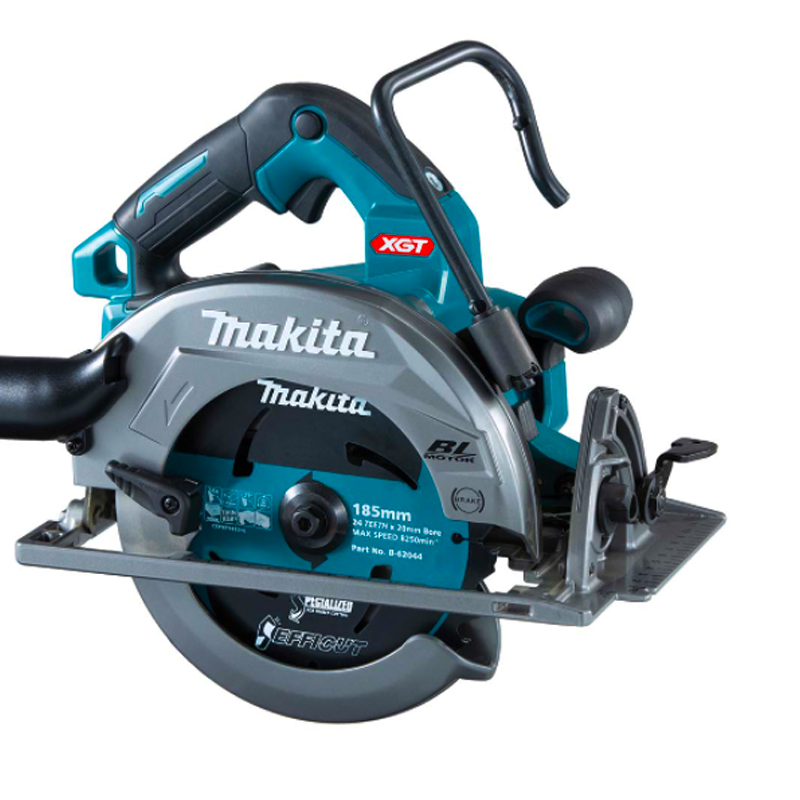 XGT
Makita
®
Makita
BL
MOTOR
BRAKE
185mm
24 TEETH x 20mm Bore
MAX SPEED 8250min⁻¹
Part No. B-62044
SPECIALIZED
EFFICUT